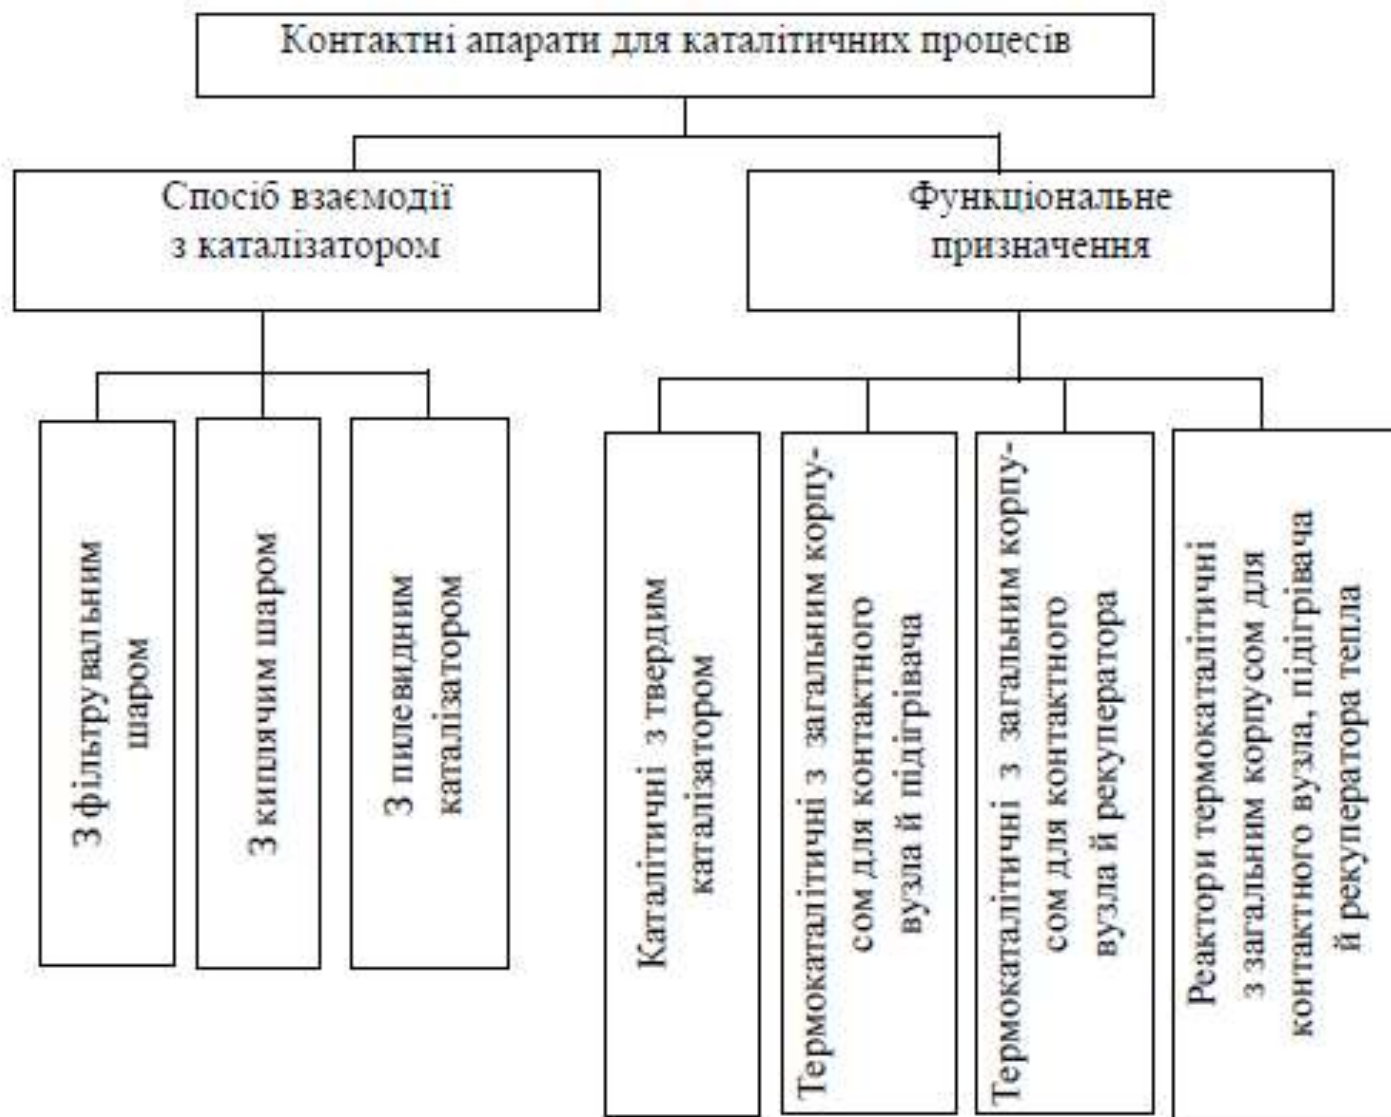 Контактні апарати для каталітичних процесів
Спосіб взаємодії
з каталізатором
Функціональне
призначення
З фільтрувальним
шаром
З киплячим шаром
З пилевидним
каталізатором
Каталітичні з твердим
каталізатором
Термокаталітичні з загальним корпу-
сом для контактного
вузла й підігрівача
Термокаталітичні з загальним корпу-
сом для контактного
вузла й рекуператора
Реактори термокаталітичні
з загальним корпусом для
контактного вузла, підігрівача
й рекуператора тепла